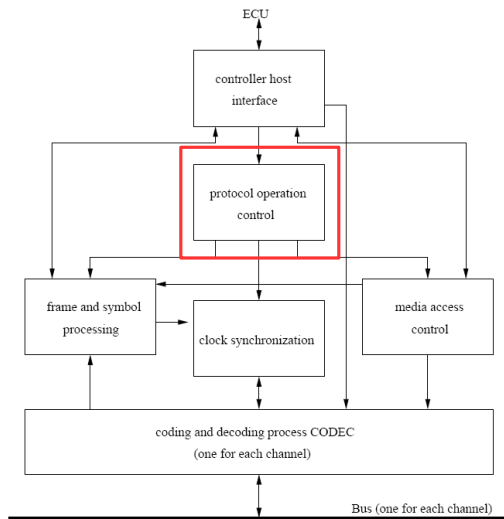 ECU
controller host
interface
protocol operation
control
frame and symbol
processing
clock synchronization
media access
control
coding and decoding process CODEC
(one for each channel)
Bus (one for each channel)